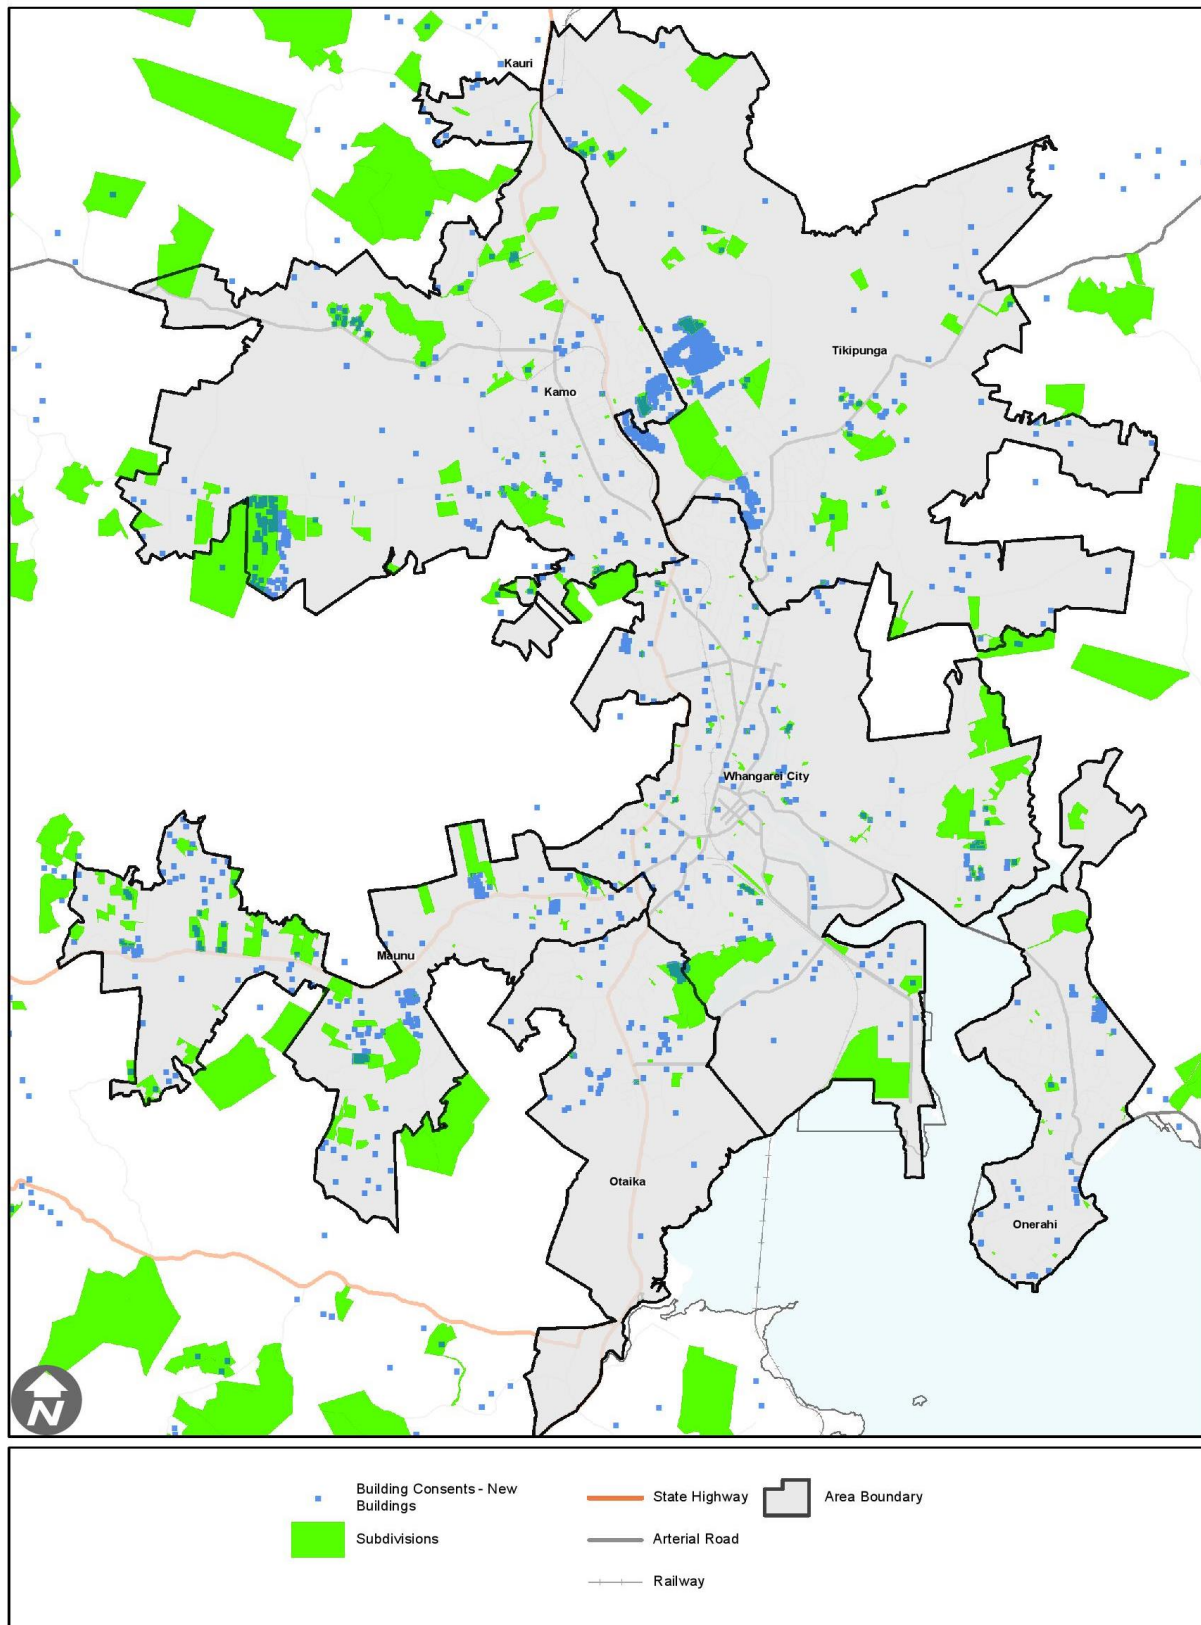 Kauri
Tikipunga
Kamo
Whangarei City
Maunu
Otaika
Onerahi
N
Building Consents - New
Buildings
State Highway
Area Boundary
Subdivisions
Arterial Road
Railway